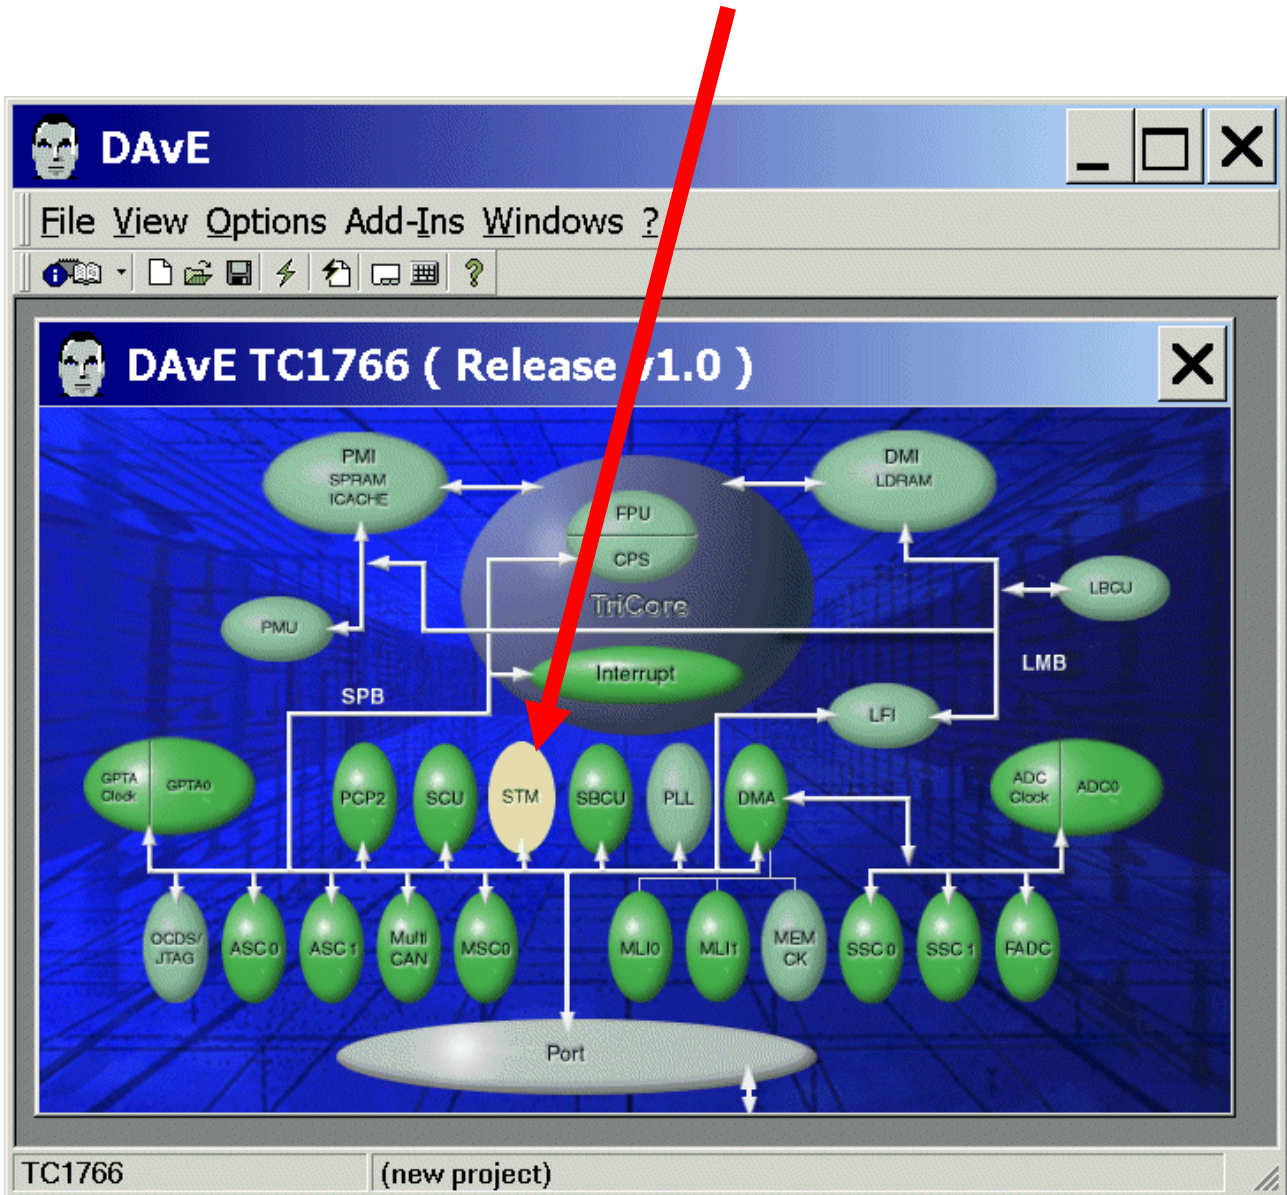 DAvE
File View Options Add-Ins Windows ?
DAvE TC1766 ( Release v1.0 )
PMI
SPRAM
ICACHE
DMI
LDRAM
FPU
CPS
TriCore
LBCU
PMU
Interrupt
LMB
SPB
LFI
GPTA
Clock
GPTA0
PCP2
SCU
STM
SBCU
PLL
DMA
ADC
Clock
ADC0
OCDS/
JTAG
ASC0
ASC1
Multi
CAN
MSC0
MLI0
MLI1
MEM
CK
SSC0
SSC1
FADC
Port
TC1766
(new project)